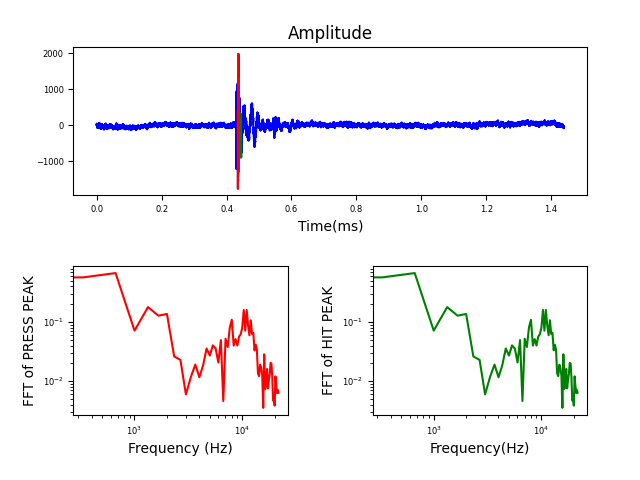 Amplitude
2000
1000
0
−1000
0.0 0.2 0.4 0.6 0.8 1.0 1.2 1.4
Time(ms)
FFT of PRESS PEAK
10⁻¹
10⁻²
10³ 10⁴
Frequency (Hz)
FFT of HIT PEAK
10⁻¹
10⁻²
10³ 10⁴
Frequency(Hz)